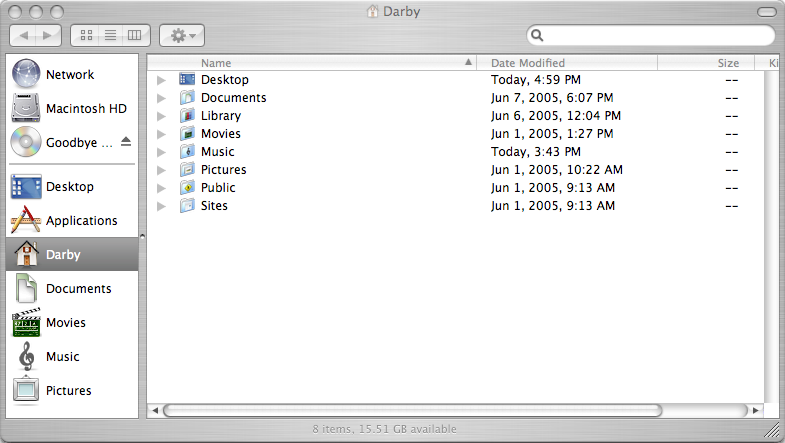 Darby
Name Date Modified Size Ki
Network
Macintosh HD
Goodbye ...
Desktop
Applications
Darby
Documents
Movies
Music
Pictures
Desktop Today, 4:59 PM --
Documents Jun 7, 2005, 6:07 PM --
Library Jun 6, 2005, 12:04 PM --
Movies Jun 1, 2005, 1:27 PM --
Music Today, 3:43 PM --
Pictures Jun 1, 2005, 10:22 AM --
Public Jun 1, 2005, 9:13 AM --
Sites Jun 1, 2005, 9:13 AM --
8 items, 15.51 GB available